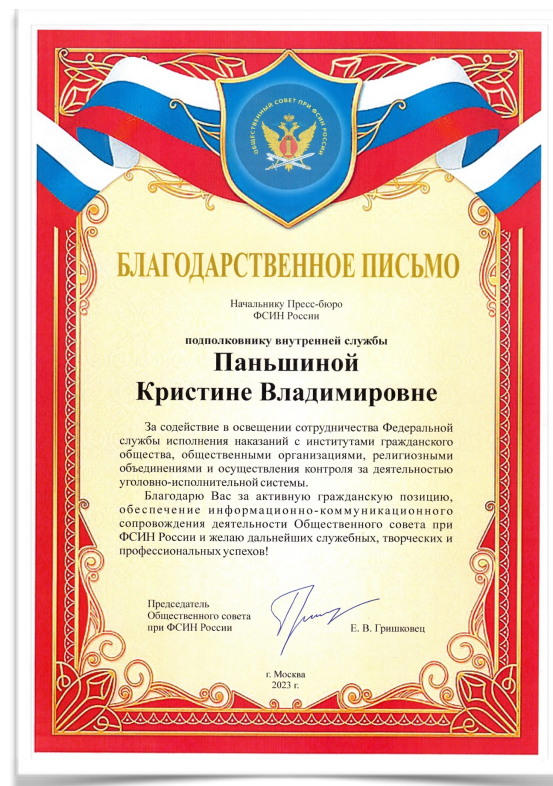 ОБЩЕСТВЕННЫЙ СОВЕТ ПРИ ФСИН РОССИИ
БЛАГОДАРСТВЕННОЕ ПИСЬМО
Начальнику Пресс-бюро
ФСИН России
подполковнику внутренней службы
Паньшиной
Кристине Владимировне
За содействие в освещении сотрудничества Федеральной
службы исполнения наказаний с институтами гражданского
общества, общественными организациями, религиозными
объединениями и осуществления контроля за деятельностью
уголовно-исполнительной системы.
Благодарю Вас за активную гражданскую позицию,
обеспечение информационно-коммуникационного
сопровождения деятельности Общественного совета при
ФСИН России и желаю дальнейших служебных, творческих и
профессиональных успехов!
Председатель
Общественного совета
при ФСИН России
Е. В. Гришковец
г. Москва
2023 г.